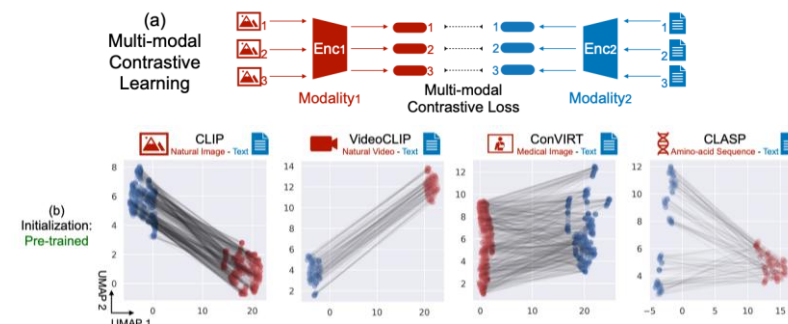 (a)
Multi-modal
Contrastive
Learning
1
2
3
Enc1
1
2
3
1
2
3
Enc2
1
2
3
Modality1
Multi-modal
Contrastive Loss
Modality2
(b)
Initialization:
Pre-trained
CLIP
Natural Image - Text
8
6
4
2
0
0
10
20
UMAP 2
UMAP 1
VideoCLIP
Natural Video - Text
14
12
10
8
6
4
2
0
10
20
ConVIRT
Medical Image - Text
12
10
8
6
4
2
0
10
20
CLASP
Amino-acid Sequence - Text
12
10
8
6
4
−5
0
5
10
15